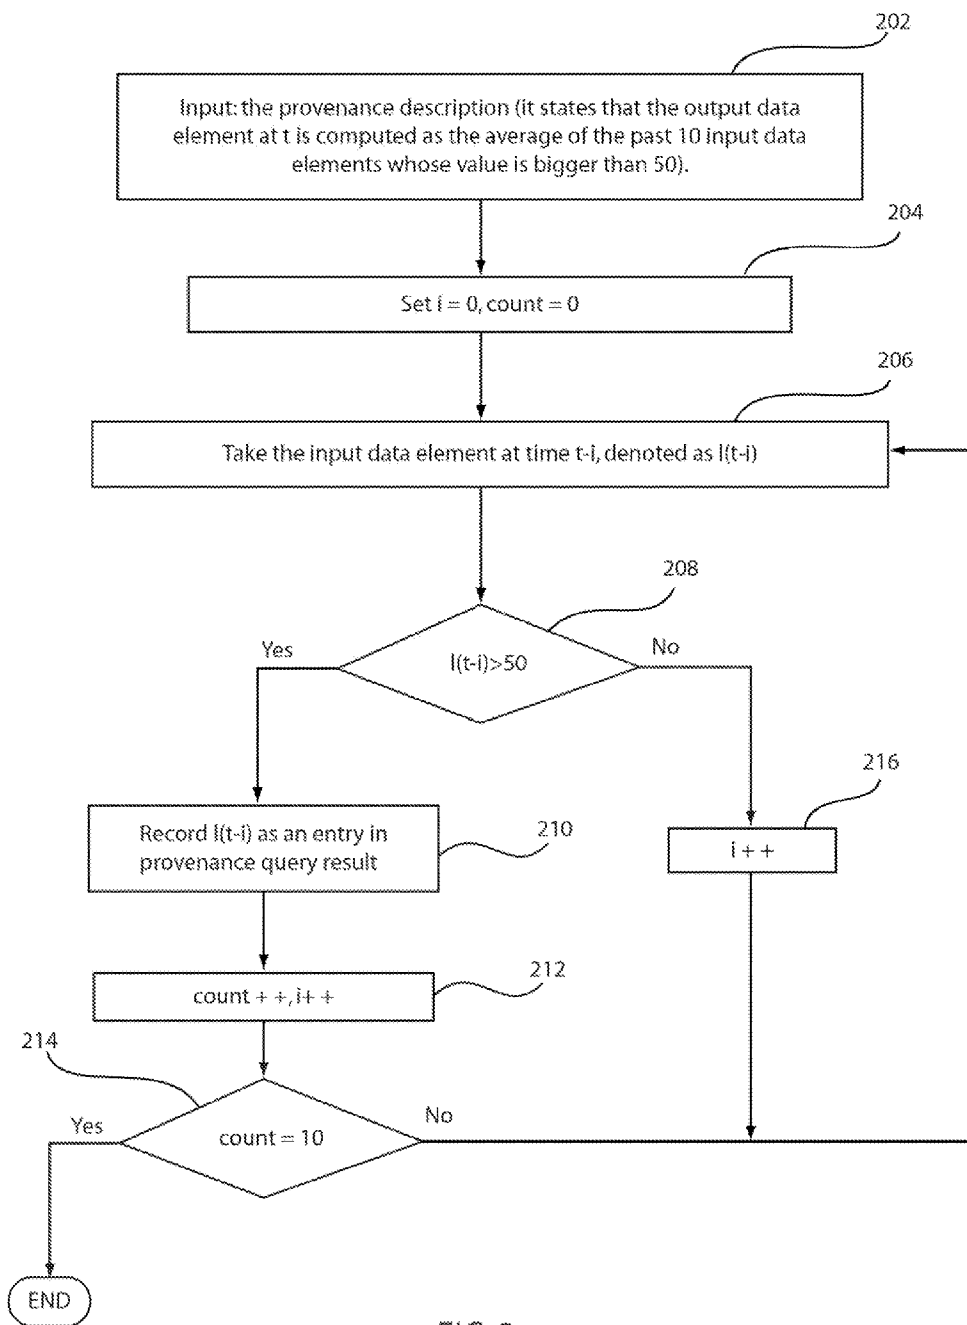 202
Input: the provenance description (it states that the output data
element at t is computed as the average of the past 10 input data
elements whose value is bigger than 50).
204
Set i = 0, count = 0
206
Take the input data element at time t-i, denoted as I(t-i)
208
Yes
I(t-i)>50
No
216
Record I(t-i) as an entry in
provenance query result
210
i + +
count + +, i+ +
212
214
Yes
count = 10
No
END